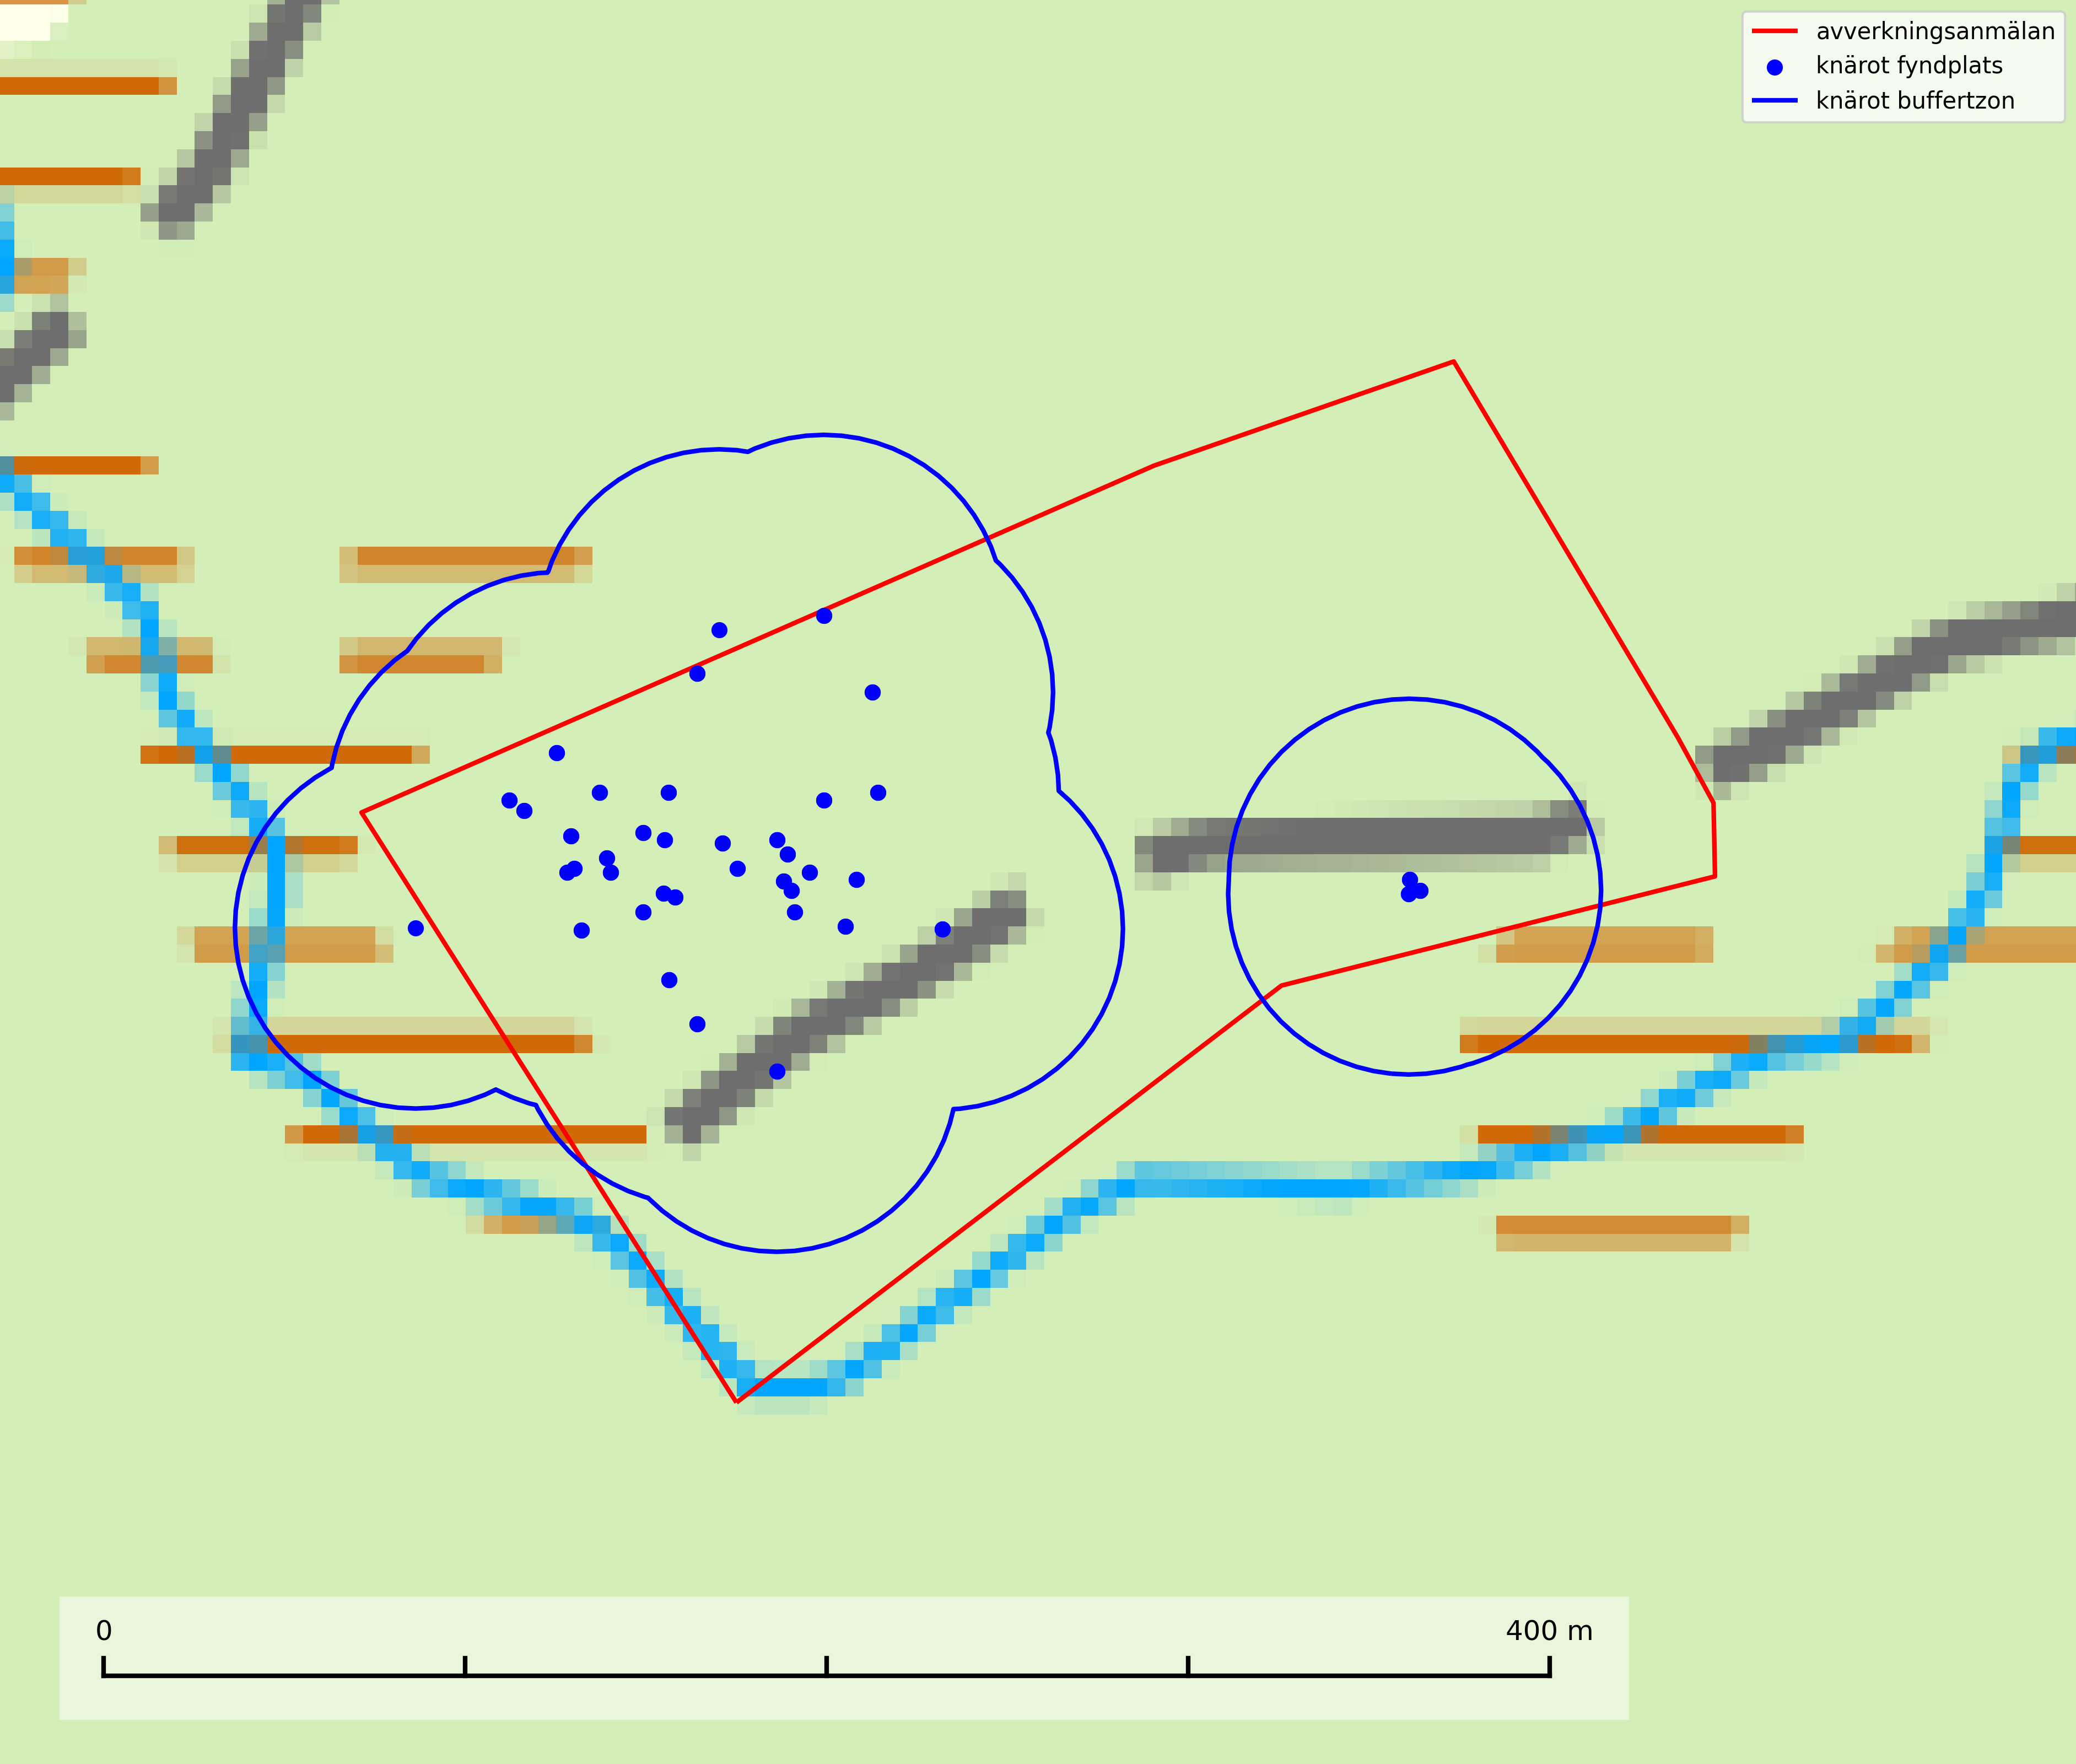 avverkningsanmälan
knärot fyndplats
knärot buffertzon
0 400 m